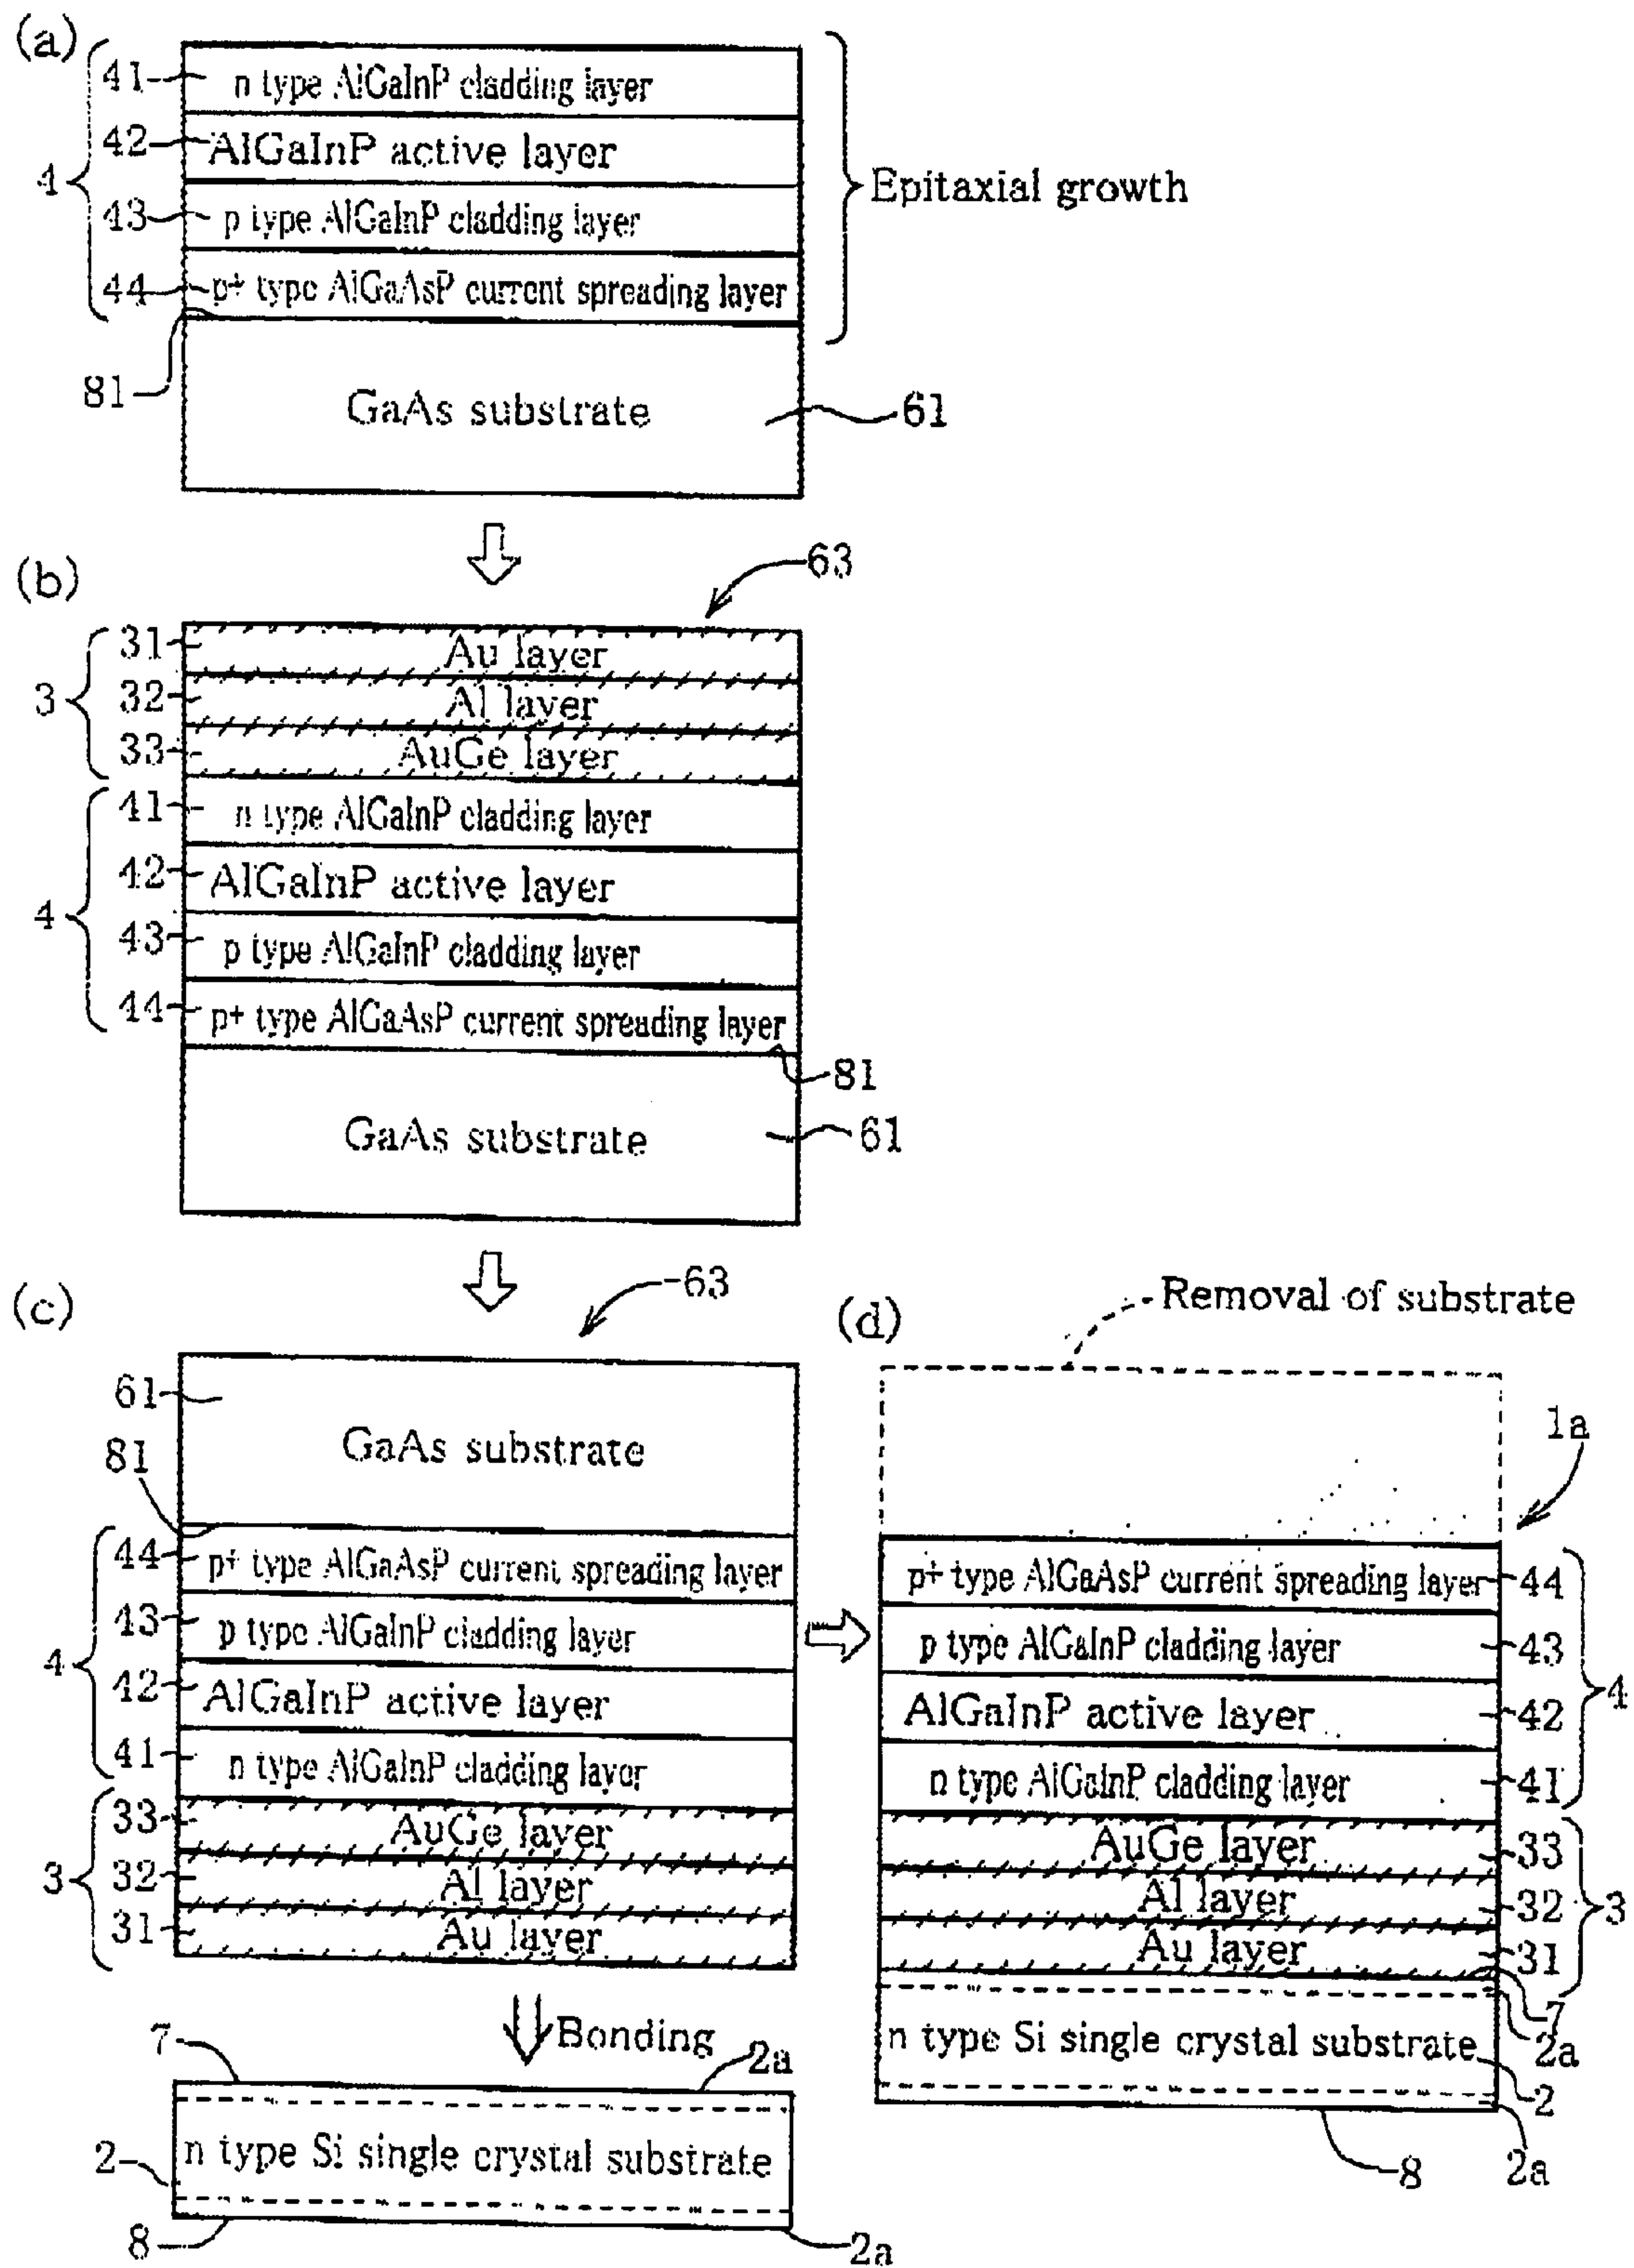 (a)
41
n type AlGaInP cladding layer
42
AlGaInP active layer
4
Epitaxial growth
43
p type AlGaInP cladding layer
44
p+ type AlGaAsP current spreading layer
81
GaAs substrate
61
(b)
63
31
Au layer
3
32
Al layer
33
AuGe layer
41
n type AlGaInP cladding layer
42
AlGaInP active layer
4
43
p type AlGaInP cladding layer
44
p+ type AlGaAsP current spreading layer
81
GaAs substrate
61
(c)
63
61
GaAs substrate
81
44
p+ type AlGaAsP current spreading layer
43
p type AlGaInP cladding layer
4
42
AlGaInP active layer
41
n type AlGaInP cladding layer
33
AuGe layer
3
32
Al layer
31
Au layer
Bonding
7
2a
2
n type Si single crystal substrate
8
2a
(d)
Removal of substrate
1a
p+ type AlGaAsP current spreading layer
44
p type AlGaInP cladding layer
43
4
AlGaInP active layer
42
n type AlGaInP cladding layer
41
AuGe layer
33
Al layer
32
3
Au layer
31
7
2a
n type Si single crystal substrate
2
2a
8